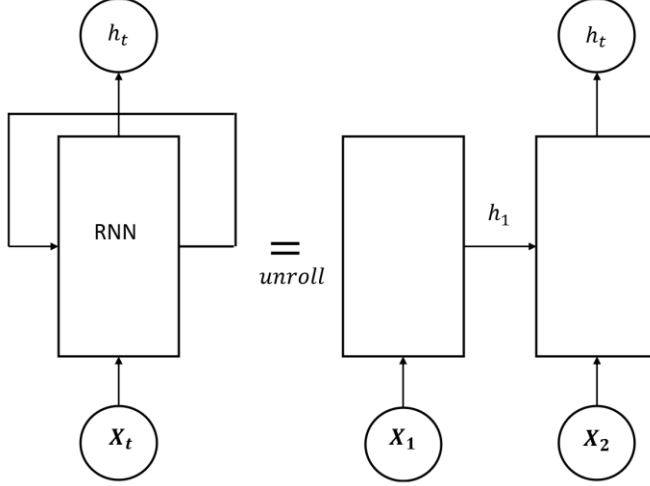 h_t
h_t
RNN
h_1
=
unroll
X_t
X_1
X_2